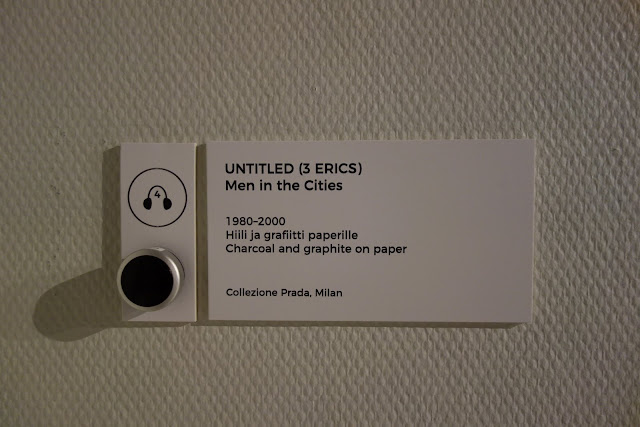 4
UNTITLED (3 ERICS)
Men in the Cities
1980-2000
Hiili ja grafiitti paperille
Charcoal and graphite on paper
Collezione Prada, Milan